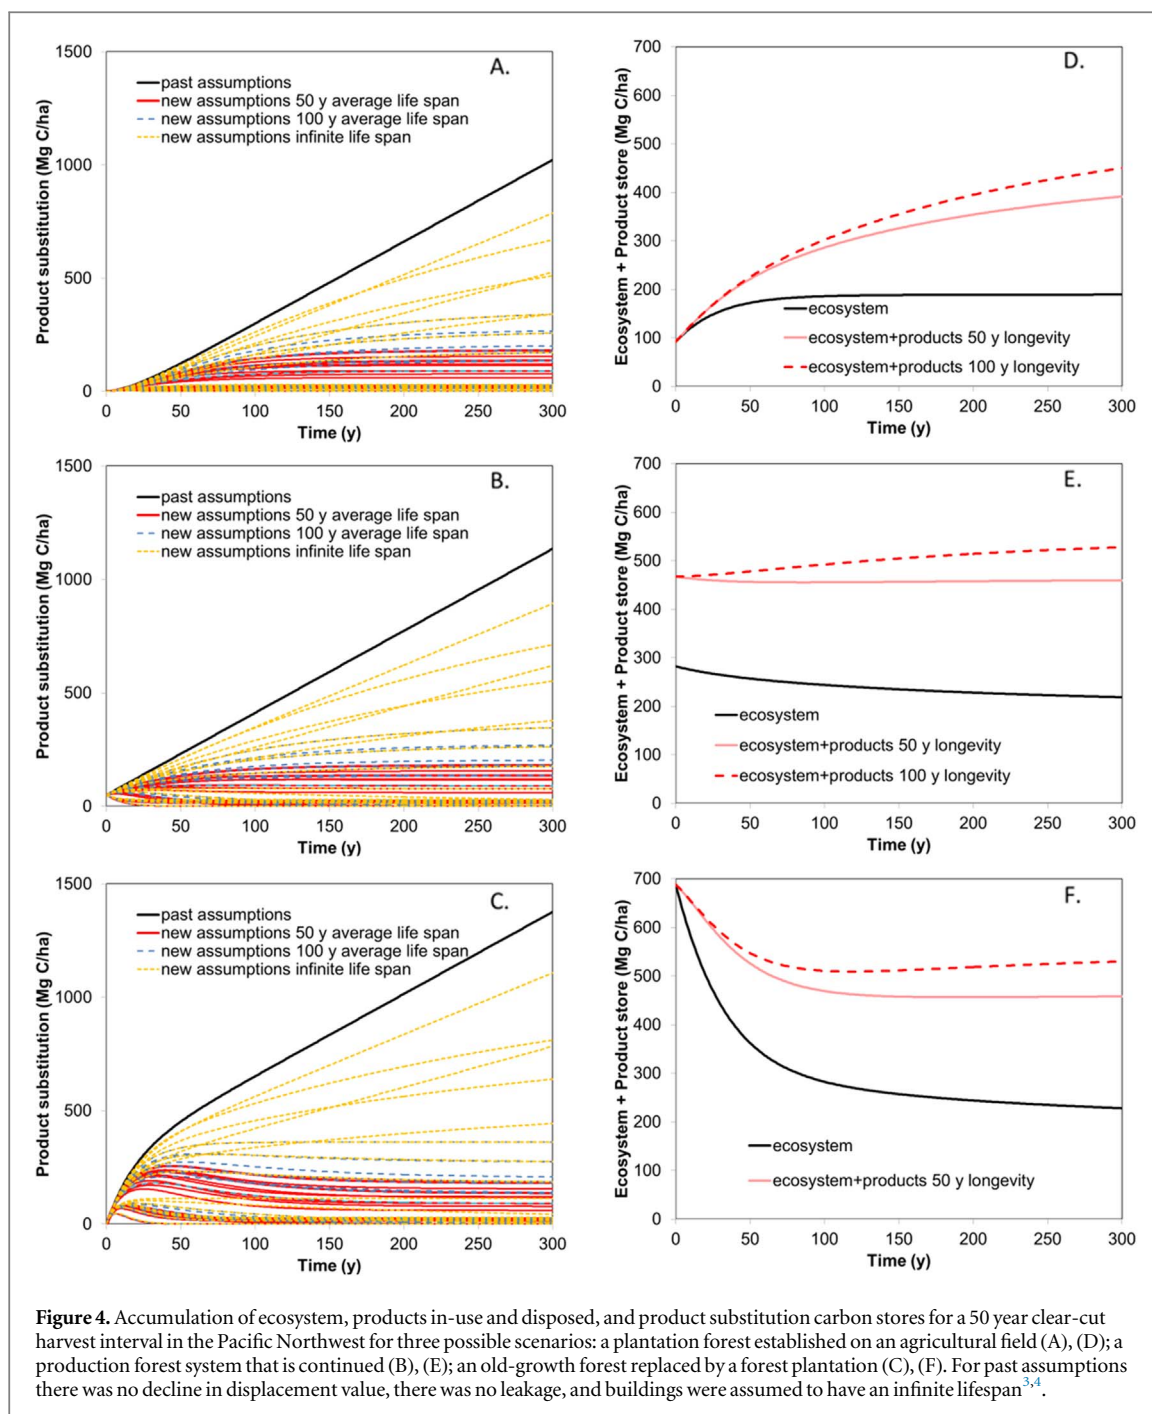 Product substitution (Mg C/ha)
1500
1000
500
0
A.
past assumptions
new assumptions 50 y average life span
new assumptions 100 y average life span
new assumptions infinite life span
0 50 100 150 200 250 300
Time (y)
Ecosystem + Product store (Mg C/ha)
700
600
500
400
300
200
100
0
D.
ecosystem
ecosystem+products 50 y longevity
ecosystem+products 100 y longevity
0 50 100 150 200 250 300
Time (y)
Product substitution (Mg C/ha)
1500
1000
500
0
B.
past assumptions
new assumptions 50 y average life span
new assumptions 100 y average life span
new assumptions infinite life span
0 50 100 150 200 250 300
Time (y)
Ecosystem + Product store (Mg C/ha)
700
600
500
400
300
200
100
0
E.
ecosystem
ecosystem+products 50 y longevity
ecosystem+products 100 y longevity
0 50 100 150 200 250 300
Time (y)
Product substitution (Mg C/ha)
1500
1000
500
0
C.
past assumptions
new assumptions 50 y average life span
new assumptions 100 y average life span
new assumptions infinite life span
0 50 100 150 200 250 300
Time (y)
Ecosystem + Product store (Mg C/ha)
700
600
500
400
300
200
100
0
F.
ecosystem
ecosystem+products 50 y longevity
0 50 100 150 200 250 300
Time (y)
Figure 4. Accumulation of ecosystem, products in-use and disposed, and product substitution carbon stores for a 50 year clear-cut
harvest interval in the Pacific Northwest for three possible scenarios: a plantation forest established on an agricultural field (A), (D); a
production forest system that is continued (B), (E); an old-growth forest replaced by a forest plantation (C), (F). For past assumptions
there was no decline in displacement value, there was no leakage, and buildings were assumed to have an infinite lifespan3,4.